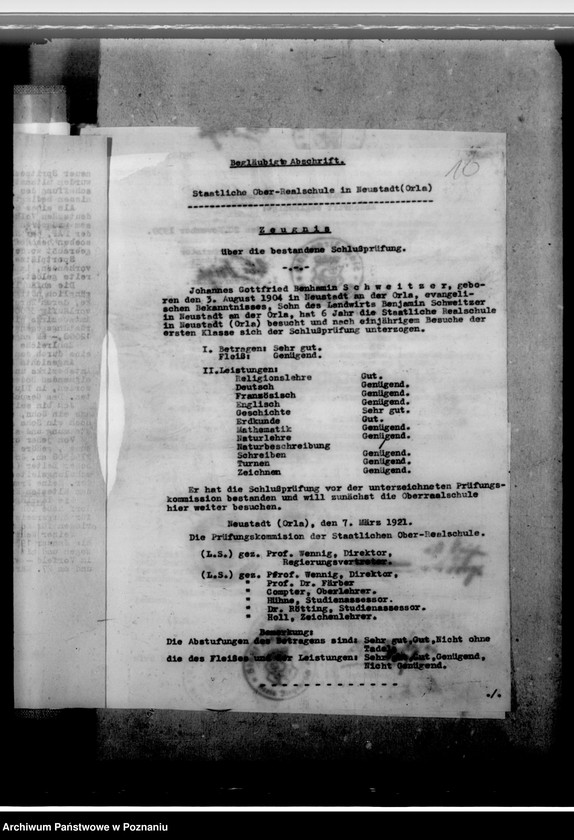 16
Begläubigte Abschrift.
Staatliche Ober-Realschule in Neustadt(Orla)
Zeugnis
über die bestandene Schlußprüfung.
Johannes Gottfried Benhamin Schweitzer, gebo-
ren den 3. August 1904 in Neustadt an der Orla, evangeli-
schen Bekanntnisses, Sohn des Landwirts Benjamin Schweitzer
in Neustadt an der Orla, hat 6 Jahr die Staatliche Realschule
in Neustadt (Orla) besucht und nach einjährigem Besuche der
ersten Klasse sich der Schlußprüfung unterzogen.
I. Betragen: Sehr gut.
Fleiß: Genügend.
II.Leistungen:
Religionslehre Gut.
Deutsch Genügend.
Französisch Genügend.
Englisch Genügend.
Geschichte Sehr gut.
Erdkunde Gut.
Mathematik Genügend.
Naturlehre Genügend.
Naturbeschreibung /
Schreiben Genügend.
Turnen Genügend.
Zeichnen Genügend.
Er hat die Schlußprüfung vor der unterzeichneten Prüfungs-
kommission bestanden und will zunächst die Oberrealschule
hier weiter besuchen.
Neustadt (Orla), den 7. März 1921.
Die Prüfungskomision der Staatlichen Ober-Realschule.
(L.S.) gez. Prof. Wennig, Direktor,
Regierungsvertreter.
(L.S.) gez. Prof. Wennig, Direktor,
" Prof. Dr. Färber
" Compter, Oberlehrer.
" Hühne, Studienassessor.
" Dr. Rötting, Studienassessor.
" Holl, Zeichenlehrer.
Bemerkung:
Die Abstufungen des Betragens sind: Sehr gut,Gut,Nicht ohne
Tadel,
die des Fleißes und der Leistungen: Sehr gut,Gut,Genügend,
Nicht Genügend.
./.
Archiwum Państwowe w Poznaniu